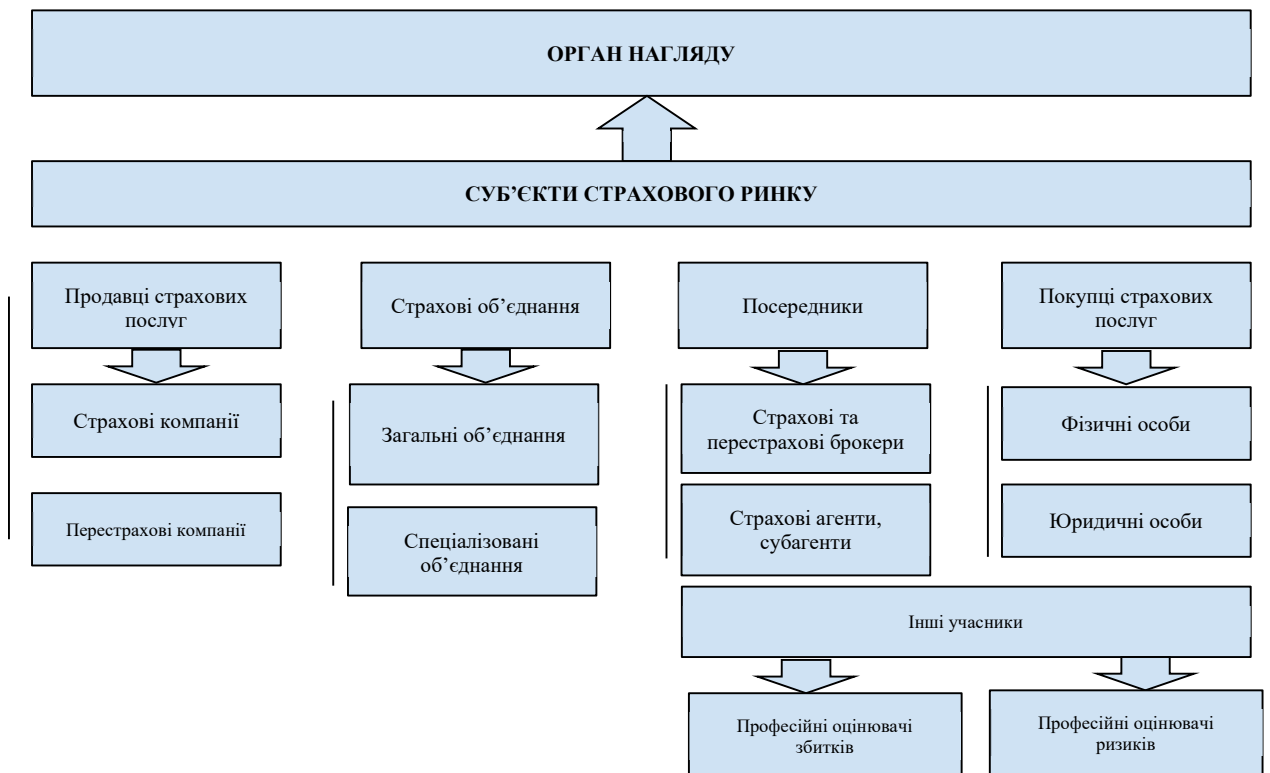 ОРГАН НАГЛЯДУ
СУБ’ЄКТИ СТРАХОВОГО РИНКУ
Продавці страхових
послуг
Страхові об’єднання
Посередники
Покупці страхових
послуг
Страхові компанії
Загальні об’єднання
Страхові та
перестрахові брокери
Фізичні особи
Перестрахові компанії
Спеціалізовані
об’єднання
Страхові агенти,
субагенти
Юридичні особи
Інші учасники
Професійні оцінювачі
збитків
Професійні оцінювачі
ризиків